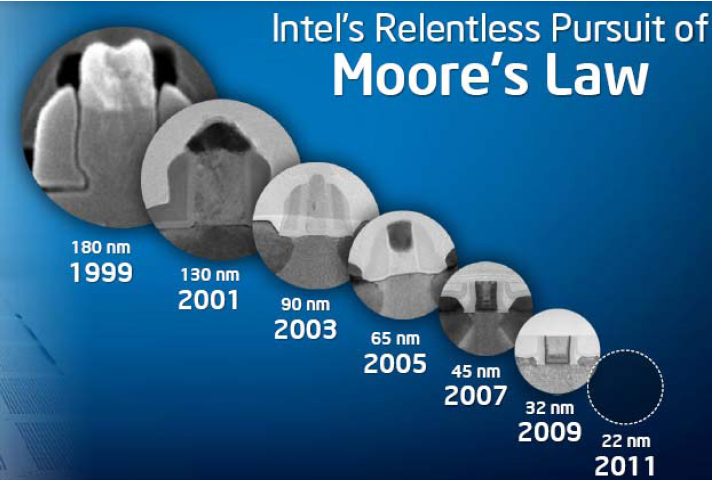 Intel's Relentless Pursuit of
Moore's Law
180 nm
1999
130 nm
2001
90 nm
2003
65 nm
2005
45 nm
2007
32 nm
2009
22 nm
2011